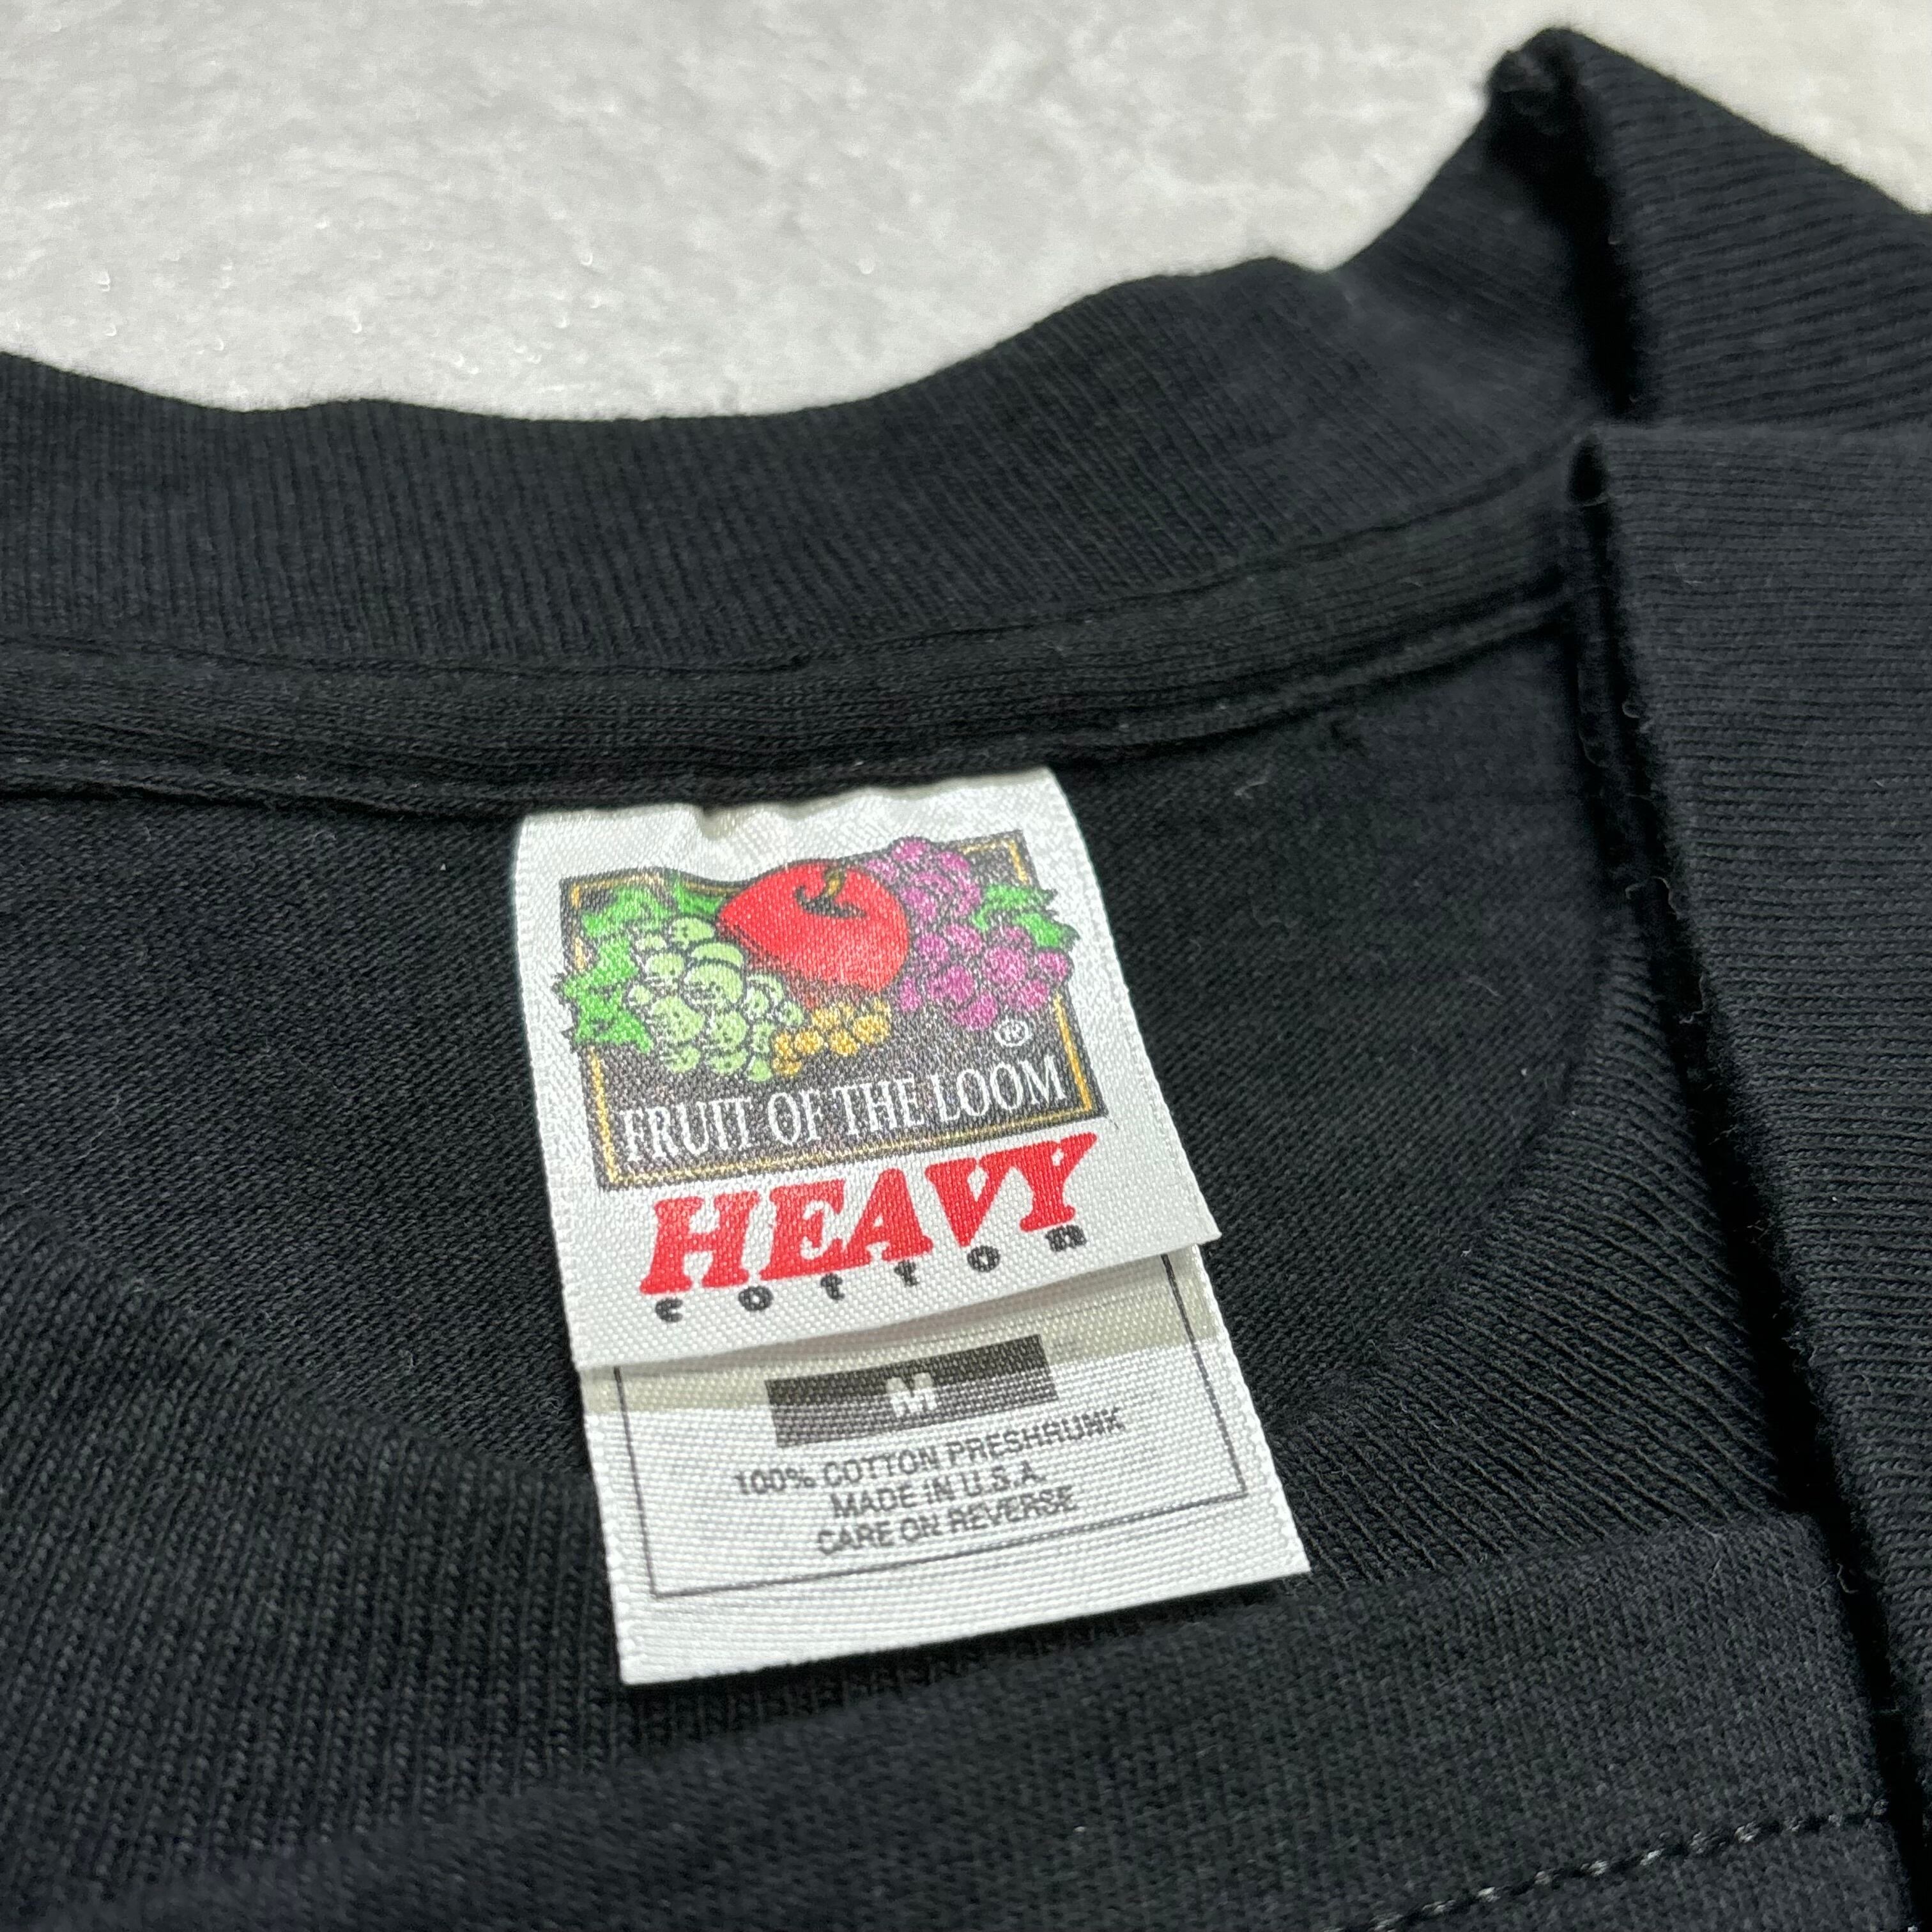 ®
FRUIT OF THE LOOM
HEAVY
cotton
M
100% COTTON PRESHRUNK
MADE IN U.S.A.
CARE ON REVERSE